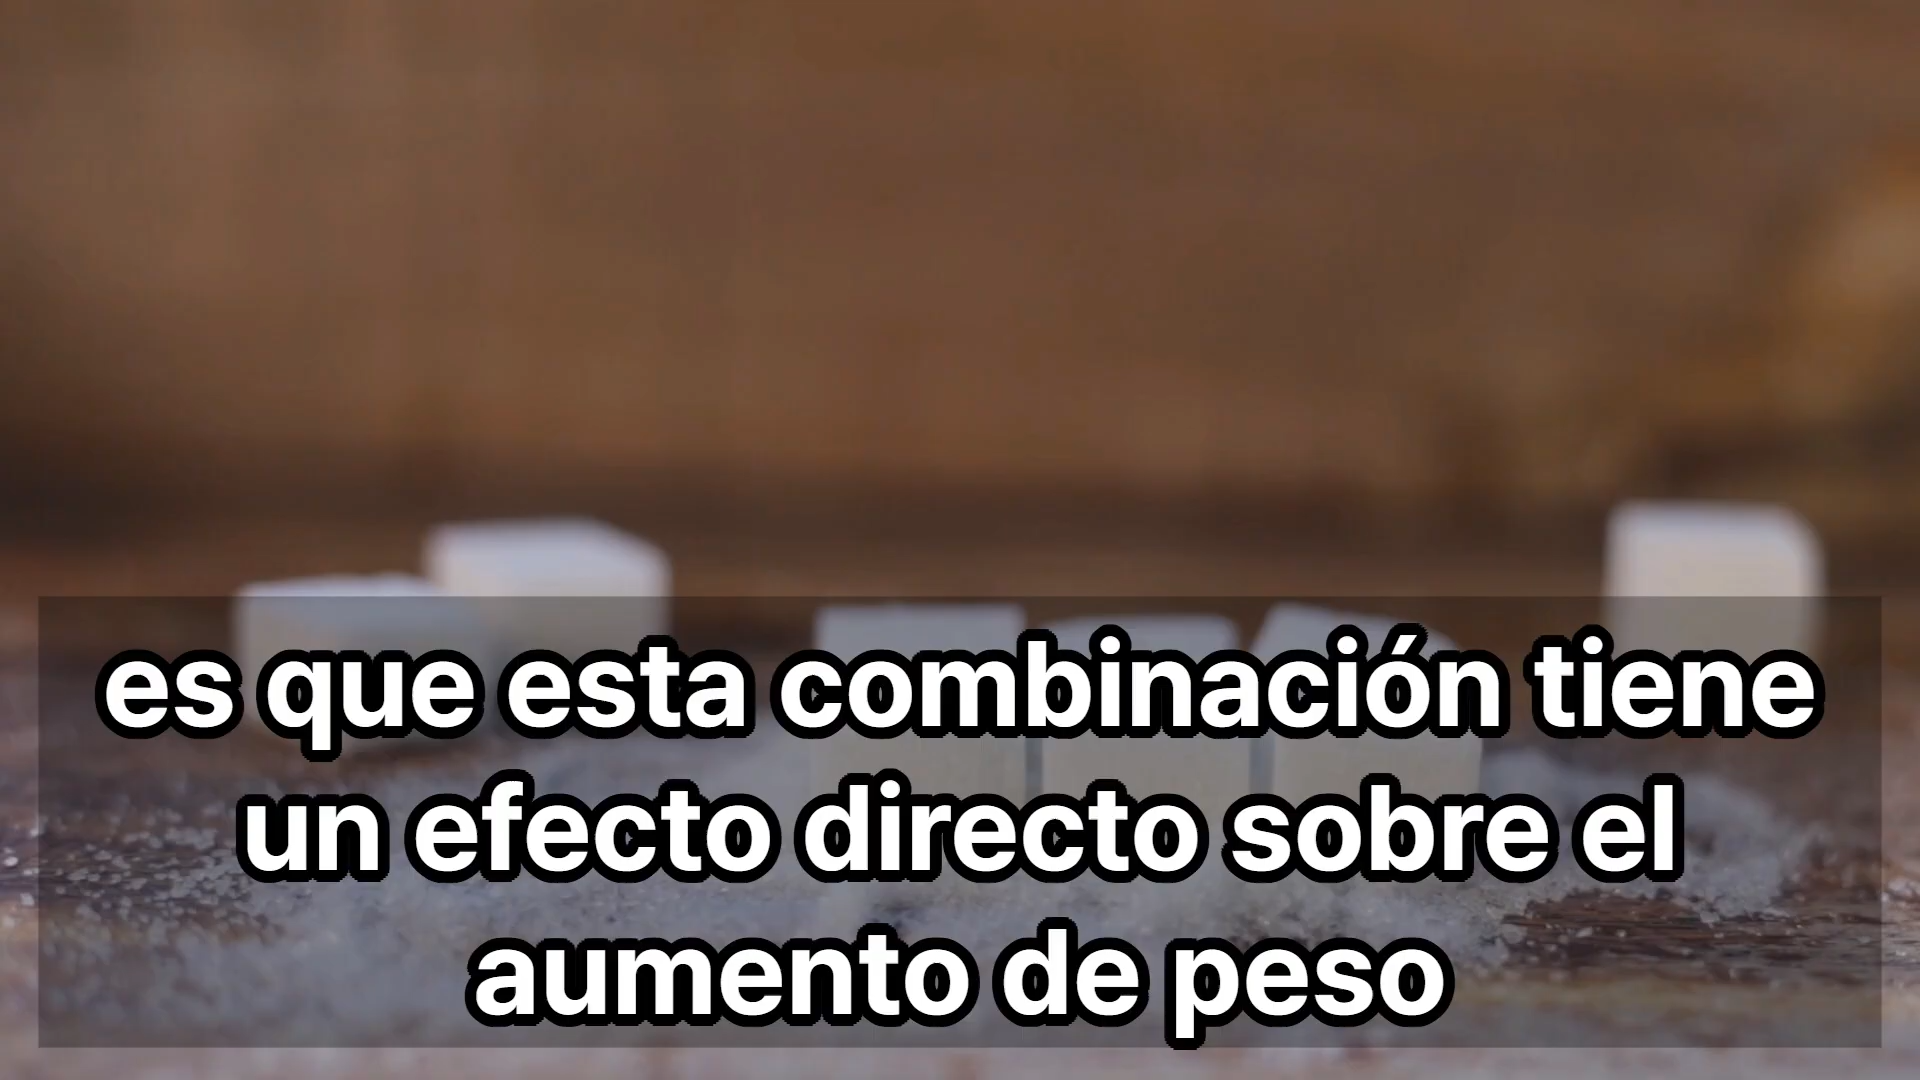 es que esta combinación tiene
un efecto directo sobre el
aumento de peso